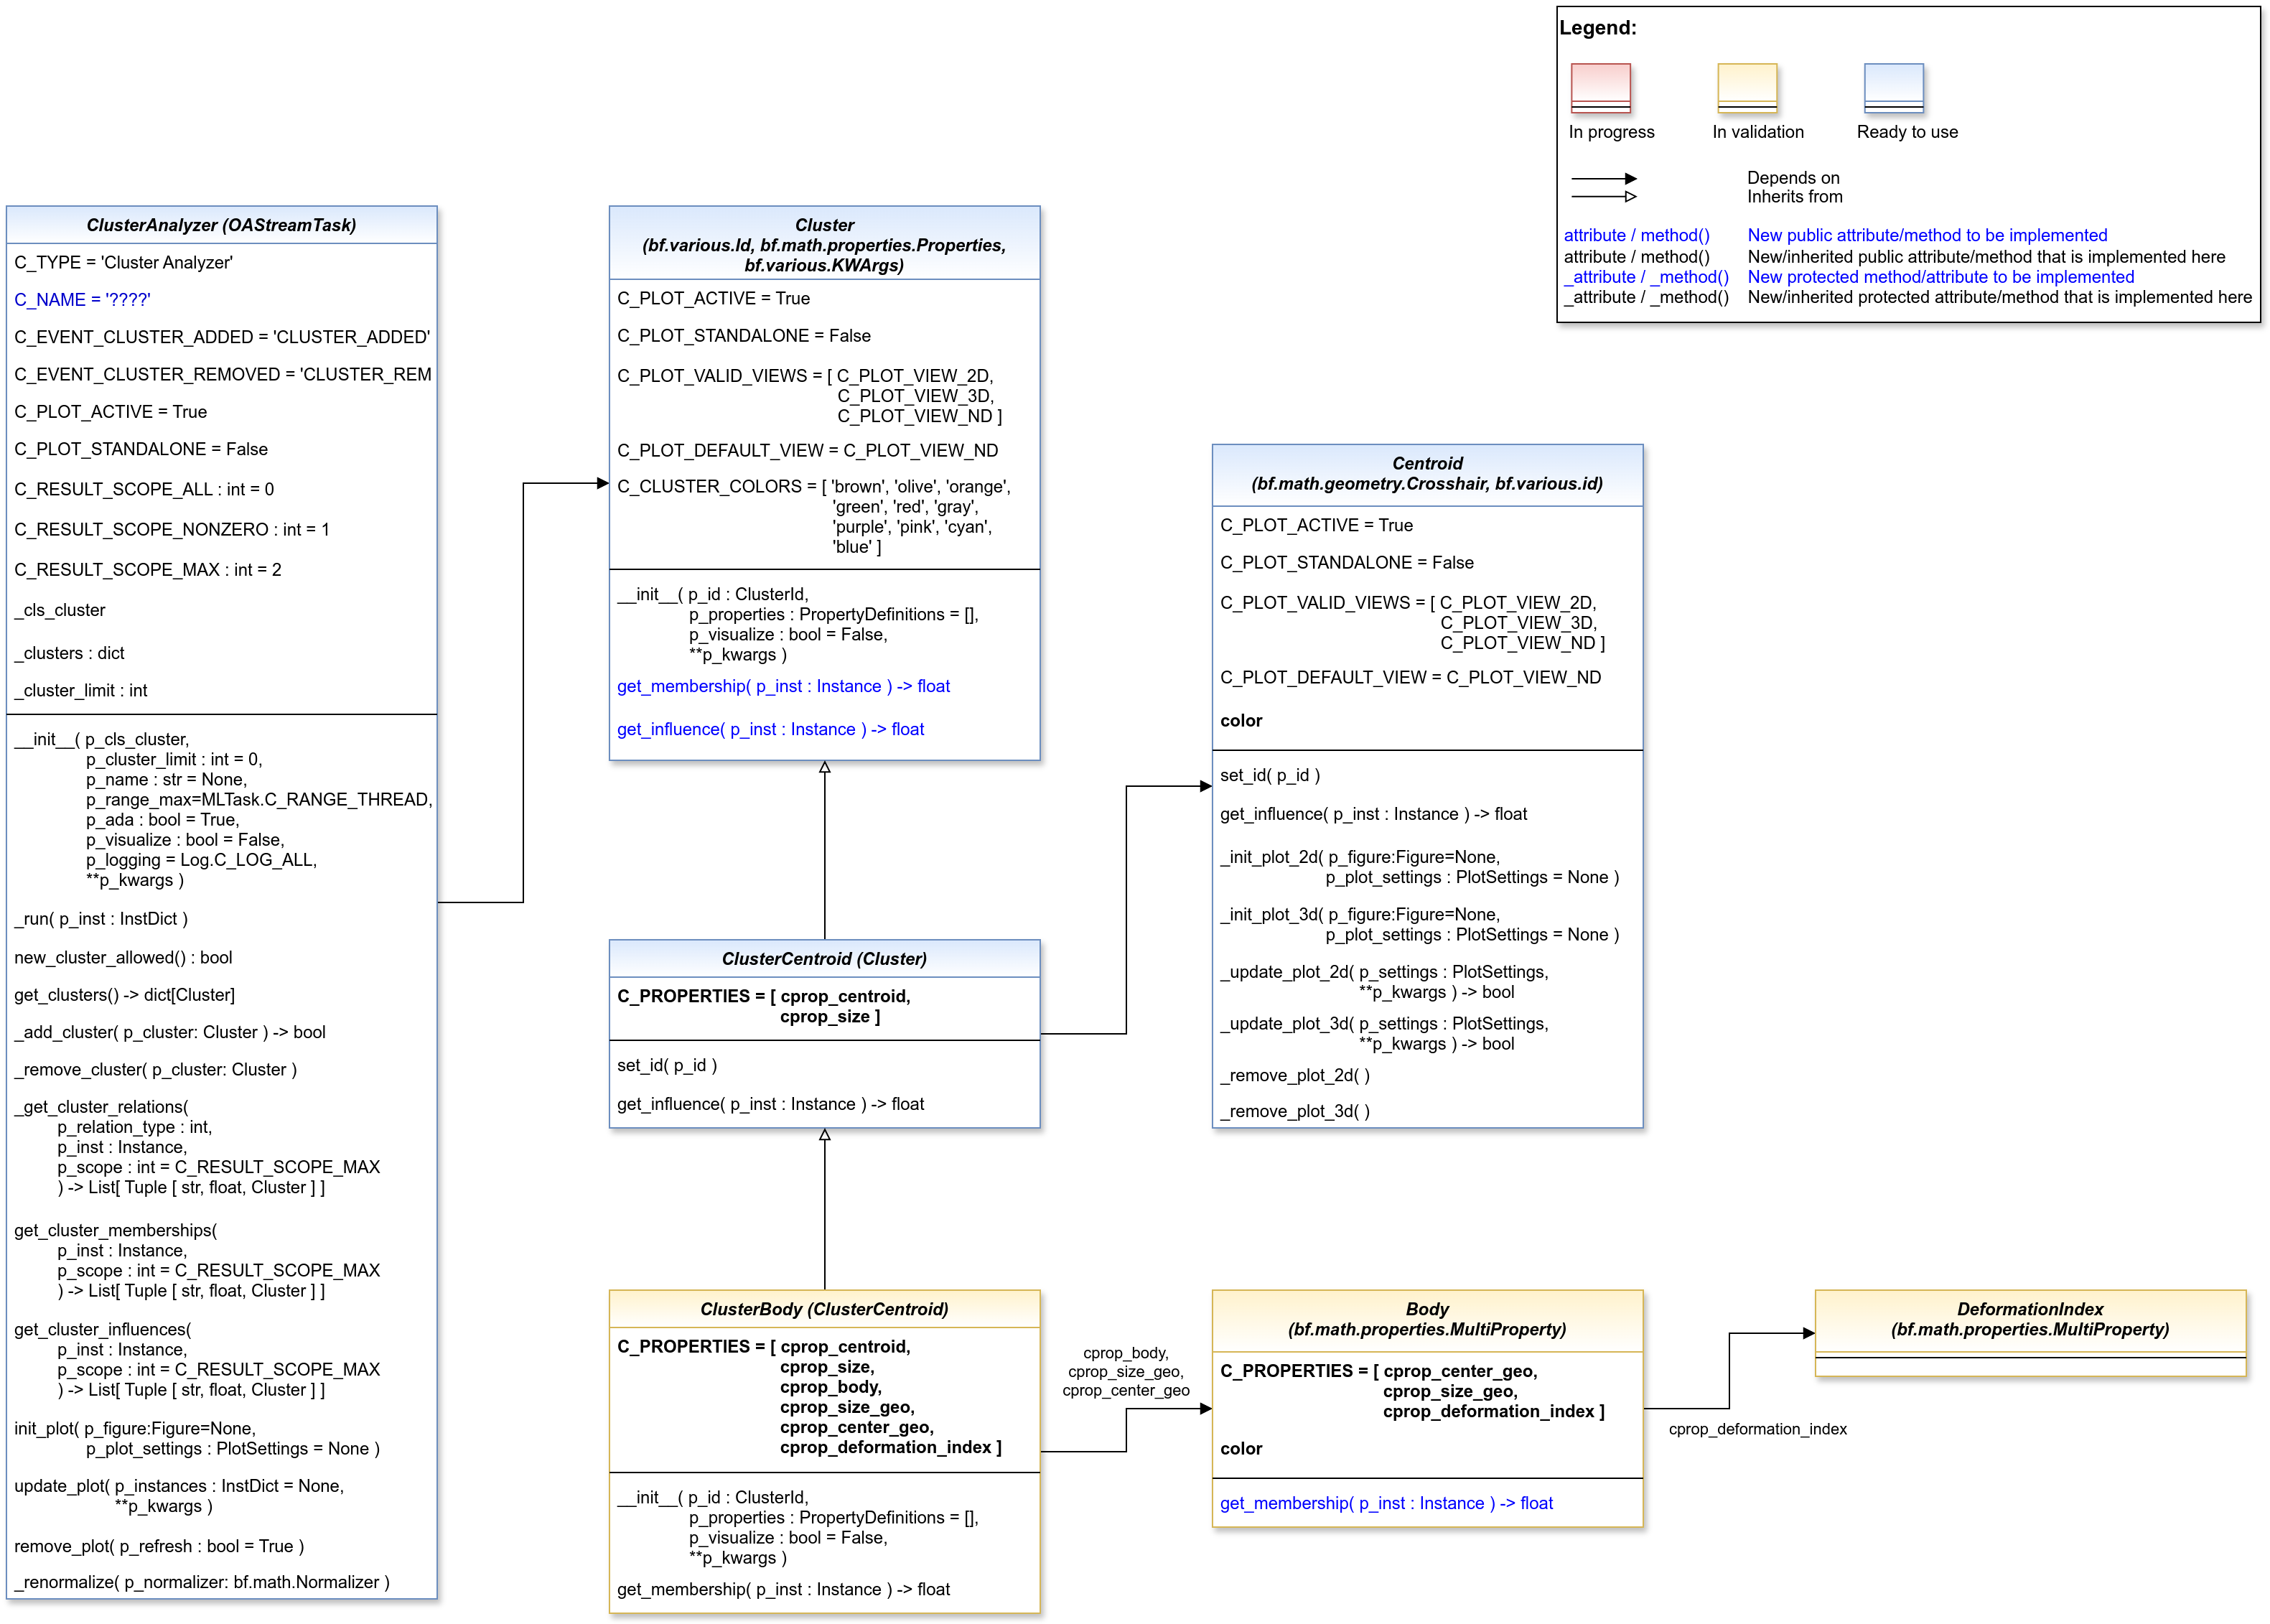 Legend:
In progress
In validation
Ready to use
Depends on
Inherits from
attribute / method() New public attribute/method to be implemented
attribute / method() New/inherited public attribute/method that is implemented here
_attribute / _method() New protected method/attribute to be implemented
_attribute / _method() New/inherited protected attribute/method that is implemented here
ClusterAnalyzer (OAStreamTask)
C_TYPE = 'Cluster Analyzer'
C_NAME = '????'
C_EVENT_CLUSTER_ADDED = 'CLUSTER_ADDED'
C_EVENT_CLUSTER_REMOVED = 'CLUSTER_REM
C_PLOT_ACTIVE = True
C_PLOT_STANDALONE = False
C_RESULT_SCOPE_ALL : int = 0
C_RESULT_SCOPE_NONZERO : int = 1
C_RESULT_SCOPE_MAX : int = 2
_cls_cluster
_clusters : dict
_cluster_limit : int
__init__( p_cls_cluster,
p_cluster_limit : int = 0,
p_name : str = None,
p_range_max=MLTask.C_RANGE_THREAD,
p_ada : bool = True,
p_visualize : bool = False,
p_logging = Log.C_LOG_ALL,
**p_kwargs )
_run( p_inst : InstDict )
new_cluster_allowed() : bool
get_clusters() -> dict[Cluster]
_add_cluster( p_cluster: Cluster ) -> bool
_remove_cluster( p_cluster: Cluster )
_get_cluster_relations(
p_relation_type : int,
p_inst : Instance,
p_scope : int = C_RESULT_SCOPE_MAX
) -> List[ Tuple [ str, float, Cluster ] ]
get_cluster_memberships(
p_inst : Instance,
p_scope : int = C_RESULT_SCOPE_MAX
) -> List[ Tuple [ str, float, Cluster ] ]
get_cluster_influences(
p_inst : Instance,
p_scope : int = C_RESULT_SCOPE_MAX
) -> List[ Tuple [ str, float, Cluster ] ]
init_plot( p_figure:Figure=None,
p_plot_settings : PlotSettings = None )
update_plot( p_instances : InstDict = None,
**p_kwargs )
remove_plot( p_refresh : bool = True )
_renormalize( p_normalizer: bf.math.Normalizer )
Cluster
(bf.various.Id, bf.math.properties.Properties,
bf.various.KWArgs)
C_PLOT_ACTIVE = True
C_PLOT_STANDALONE = False
C_PLOT_VALID_VIEWS = [ C_PLOT_VIEW_2D,
C_PLOT_VIEW_3D,
C_PLOT_VIEW_ND ]
C_PLOT_DEFAULT_VIEW = C_PLOT_VIEW_ND
C_CLUSTER_COLORS = [ 'brown', 'olive', 'orange',
'green', 'red', 'gray',
'purple', 'pink', 'cyan',
'blue' ]
__init__( p_id : ClusterId,
p_properties : PropertyDefinitions = [],
p_visualize : bool = False,
**p_kwargs )
get_membership( p_inst : Instance ) -> float
get_influence( p_inst : Instance ) -> float
ClusterCentroid (Cluster)
C_PROPERTIES = [ cprop_centroid,
cprop_size ]
set_id( p_id )
get_influence( p_inst : Instance ) -> float
ClusterBody (ClusterCentroid)
C_PROPERTIES = [ cprop_centroid,
cprop_size,
cprop_body,
cprop_size_geo,
cprop_center_geo,
cprop_deformation_index ]
__init__( p_id : ClusterId,
p_properties : PropertyDefinitions = [],
p_visualize : bool = False,
**p_kwargs )
get_membership( p_inst : Instance ) -> float
cprop_body,
cprop_size_geo,
cprop_center_geo
Centroid
(bf.math.geometry.Crosshair, bf.various.id)
C_PLOT_ACTIVE = True
C_PLOT_STANDALONE = False
C_PLOT_VALID_VIEWS = [ C_PLOT_VIEW_2D,
C_PLOT_VIEW_3D,
C_PLOT_VIEW_ND ]
C_PLOT_DEFAULT_VIEW = C_PLOT_VIEW_ND
color
set_id( p_id )
get_influence( p_inst : Instance ) -> float
_init_plot_2d( p_figure:Figure=None,
p_plot_settings : PlotSettings = None )
_init_plot_3d( p_figure:Figure=None,
p_plot_settings : PlotSettings = None )
_update_plot_2d( p_settings : PlotSettings,
**p_kwargs ) -> bool
_update_plot_3d( p_settings : PlotSettings,
**p_kwargs ) -> bool
_remove_plot_2d( )
_remove_plot_3d( )
Body
(bf.math.properties.MultiProperty)
C_PROPERTIES = [ cprop_center_geo,
cprop_size_geo,
cprop_deformation_index ]
color
get_membership( p_inst : Instance ) -> float
cprop_deformation_index
DeformationIndex
(bf.math.properties.MultiProperty)